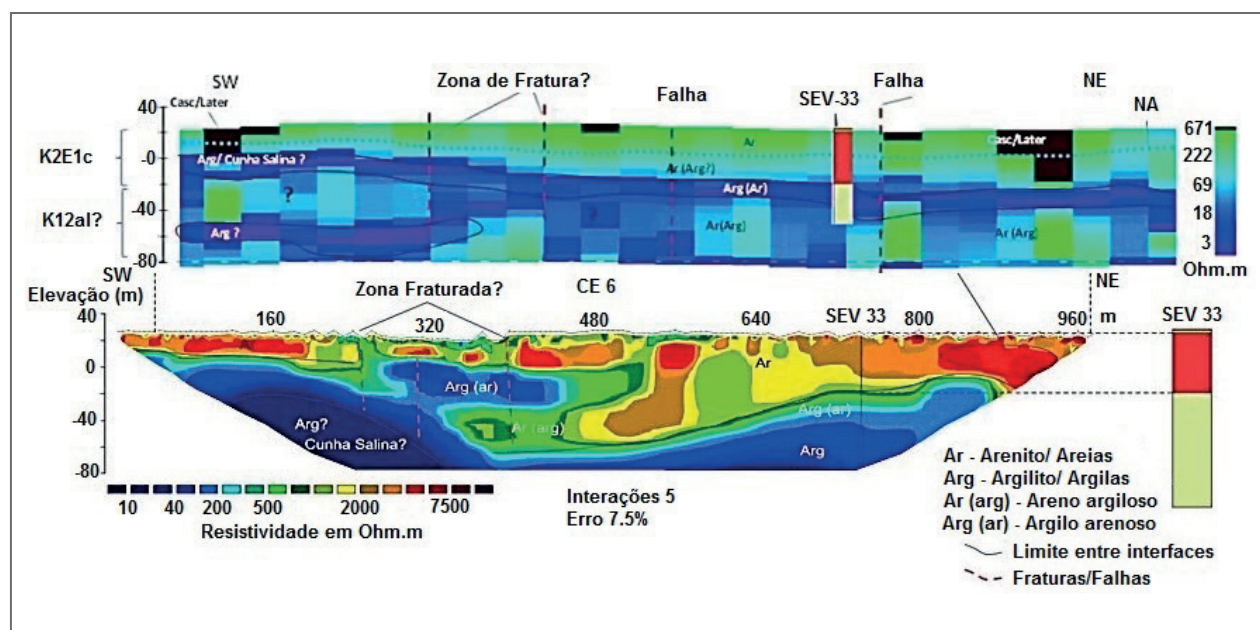 SW
Zona de Fratura?
Falha
SEV-33
Falha
NE
NA
Casc/Later
40
-0
-40
-80
K2E1c
K12al?
Arg/ Cunha Salina ?
?
Arg ?
Ar
Ar (Arg?)
Arg (Ar)
?
Ar(Arg)
Casc/Later
Ar (Arg)
671
222
69
18
3
Ohm.m
SW
Elevação (m)
Zona Fraturada?
CE 6
NE
40
0
-40
-80
160
320
480
640
SEV 33
800
960
m
SEV 33
Ar
Arg (ar)
Ar (arg)
Arg (ar)
Arg?
Cunha Salina?
Arg
10 40 200 500 2000 7500
Resistividade em Ohm.m
Interações 5
Erro 7.5%
Ar - Arenito/ Areias
Arg - Argilito/ Argilas
Ar (arg) - Areno argiloso
Arg (ar) - Argilo arenoso
Limite entre interfaces
Fraturas/Falhas